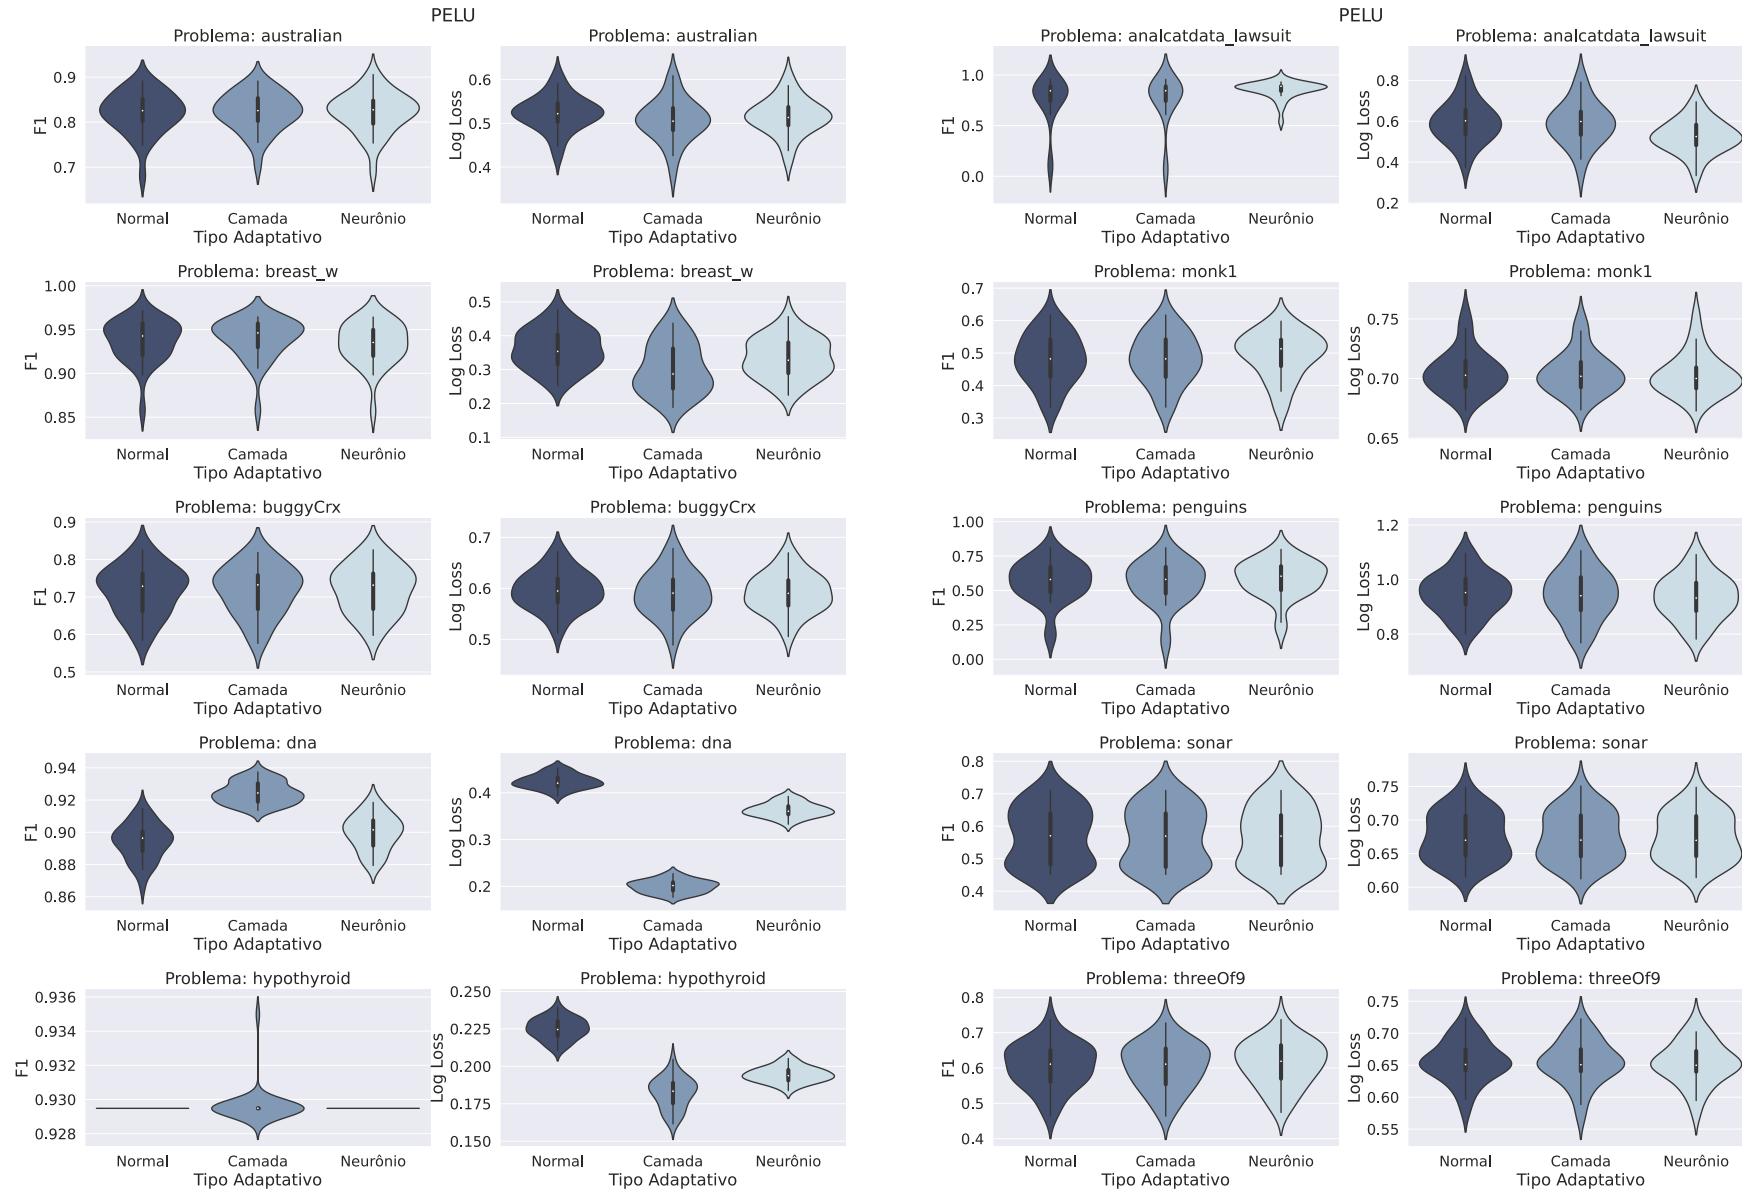 PELU
Problema: australian
F1
0.9
0.8
0.7
Normal Camada Neurônio
Tipo Adaptativo
Problema: australian
Log Loss
0.6
0.5
0.4
Normal Camada Neurônio
Tipo Adaptativo
Problema: breast_w
F1
1.00
0.95
0.90
0.85
Normal Camada Neurônio
Tipo Adaptativo
Problema: breast_w
Log Loss
0.5
0.4
0.3
0.2
0.1
Normal Camada Neurônio
Tipo Adaptativo
Problema: buggyCrx
F1
0.9
0.8
0.7
0.6
0.5
Normal Camada Neurônio
Tipo Adaptativo
Problema: buggyCrx
Log Loss
0.7
0.6
0.5
Normal Camada Neurônio
Tipo Adaptativo
Problema: dna
F1
0.94
0.92
0.90
0.88
0.86
Normal Camada Neurônio
Tipo Adaptativo
Problema: dna
Log Loss
0.4
0.3
0.2
Normal Camada Neurônio
Tipo Adaptativo
Problema: hypothyroid
F1
0.936
0.934
0.932
0.930
0.928
Normal Camada Neurônio
Tipo Adaptativo
Problema: hypothyroid
Log Loss
0.250
0.225
0.200
0.175
0.150
Normal Camada Neurônio
Tipo Adaptativo
PELU
Problema: analcatdata_lawsuit
F1
1.0
0.5
0.0
Normal Camada Neurônio
Tipo Adaptativo
Problema: analcatdata_lawsuit
Log Loss
0.8
0.6
0.4
0.2
Normal Camada Neurônio
Tipo Adaptativo
Problema: monk1
F1
0.7
0.6
0.5
0.4
0.3
Normal Camada Neurônio
Tipo Adaptativo
Problema: monk1
Log Loss
0.75
0.70
0.65
Normal Camada Neurônio
Tipo Adaptativo
Problema: penguins
F1
1.00
0.75
0.50
0.25
0.00
Normal Camada Neurônio
Tipo Adaptativo
Problema: penguins
Log Loss
1.2
1.0
0.8
Normal Camada Neurônio
Tipo Adaptativo
Problema: sonar
F1
0.8
0.7
0.6
0.5
0.4
Normal Camada Neurônio
Tipo Adaptativo
Problema: sonar
Log Loss
0.75
0.70
0.65
0.60
Normal Camada Neurônio
Tipo Adaptativo
Problema: threeOf9
F1
0.8
0.7
0.6
0.5
0.4
Normal Camada Neurônio
Tipo Adaptativo
Problema: threeOf9
Log Loss
0.75
0.70
0.65
0.60
0.55
Normal Camada Neurônio
Tipo Adaptativo